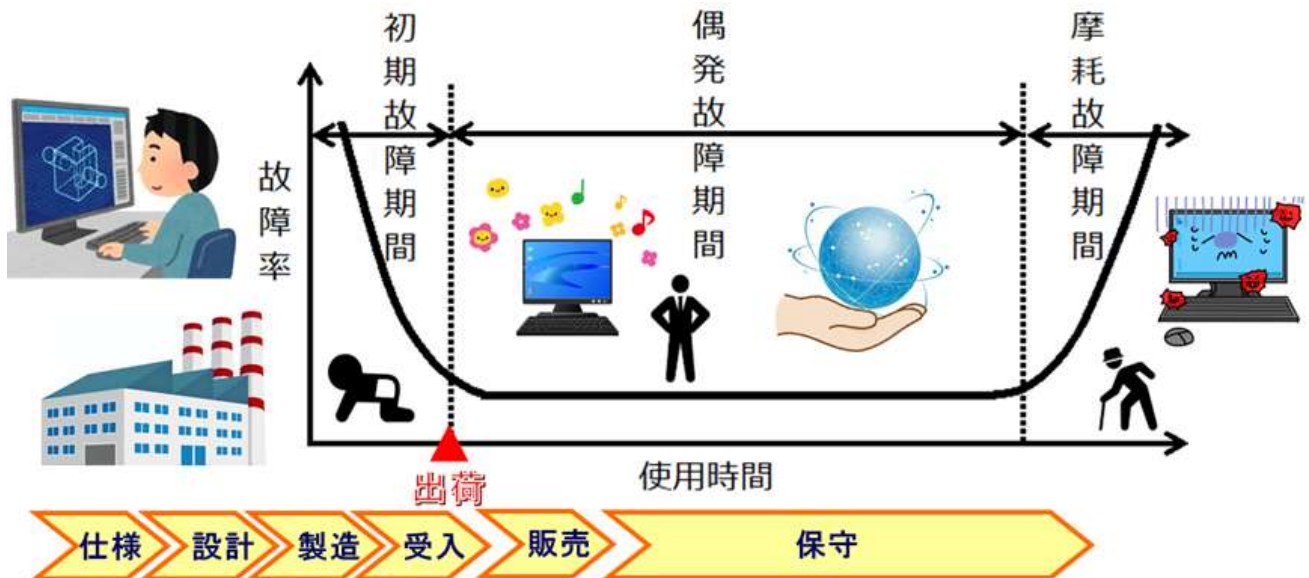 初期故障期間
偶発故障期間
摩耗故障期間
故障率
出荷
使用時間
仕様
設計
製造
受入
販売
保守